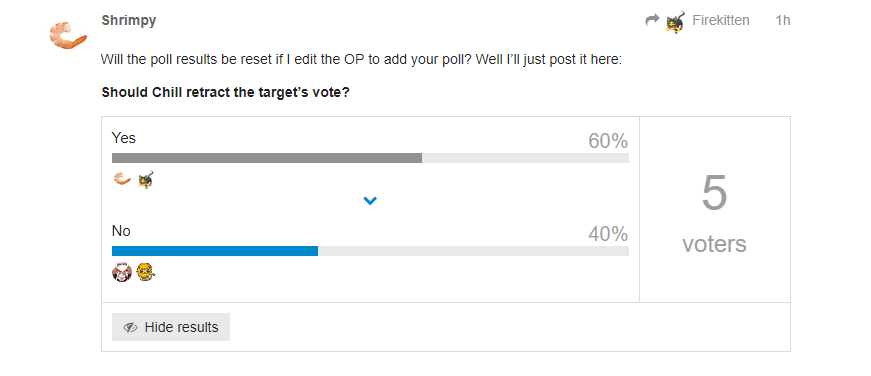 Shrimpy
Firekitten 1h
Will the poll results be reset if I edit the OP to add your poll? Well I’ll just post it here:
Should Chill retract the target’s vote?
Yes 60%
No 40%
5
voters
Hide results